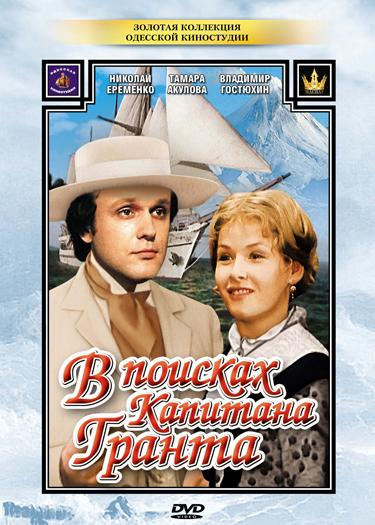 ЗОЛОТАЯ КОЛЛЕКЦИЯ
ОДЕССКОЙ КИНОСТУДИИ
НИКОЛАЙ ТАМАРА ВЛАДИМИР
ЕРЕМЕНКО АКУЛОВА ГОСТЮХИН
В поисках
Капитана
Гранта
DVD
VIDEO